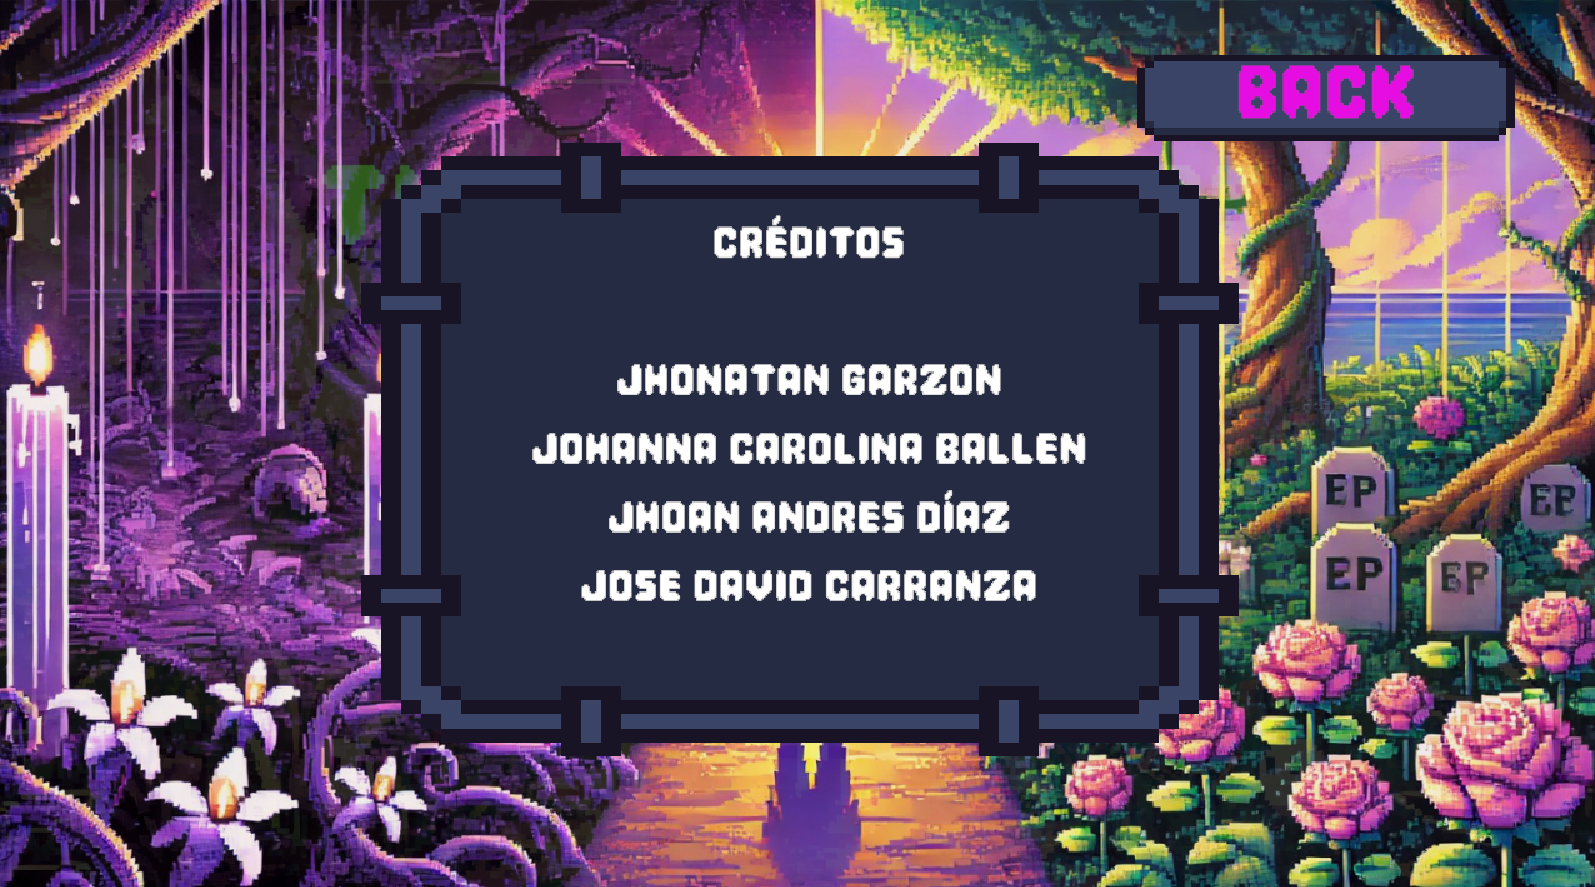 BACK
CRÉDITOS
JHONATAN GARZON
JOHANNA CAROLINA BALLEN
JHOAN ANDRES DÍAZ
JOSE DAVID CARRANZA
EP
EP
EP
EP